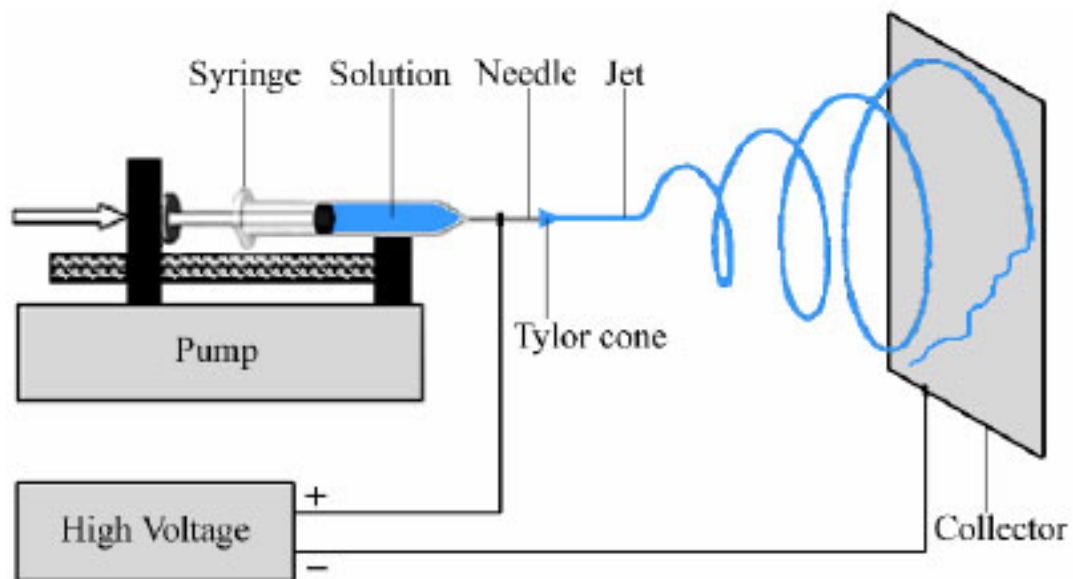 Syringe
Solution
Needle
Jet
Tylor cone
Pump
High Voltage
+
−
Collector